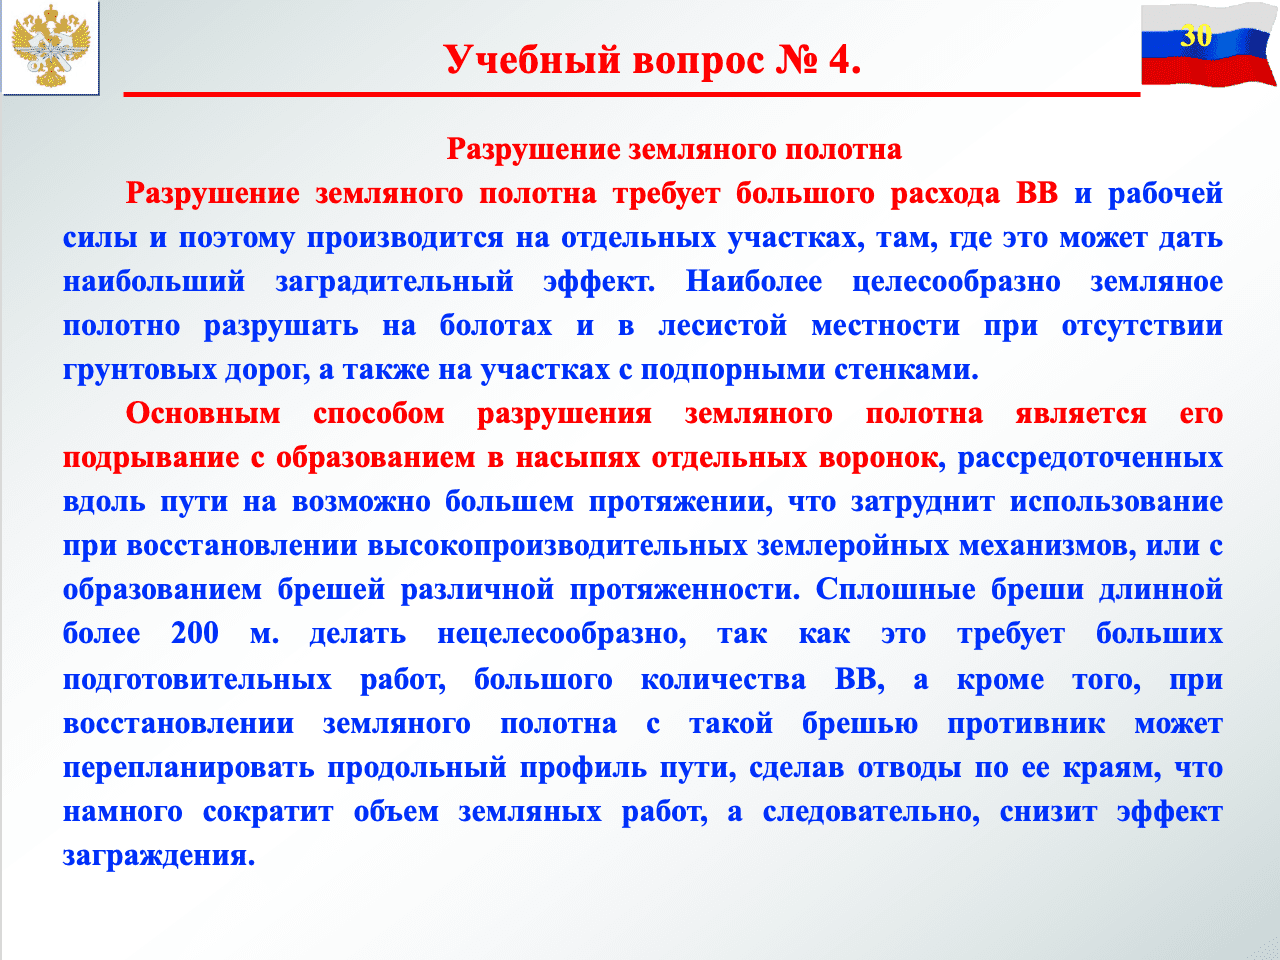 30
Учебный вопрос № 4.
Разрушение земляного полотна
Разрушение земляного полотна требует большого расхода ВВ и рабочей
силы и поэтому производится на отдельных участках, там, где это может дать
наибольший заградительный эффект. Наиболее целесообразно земляное
полотно разрушать на болотах и в лесистой местности при отсутствии
грунтовых дорог, а также на участках с подпорными стенками.
Основным способом разрушения земляного полотна является его
подрывание с образованием в насыпях отдельных воронок, рассредоточенных
вдоль пути на возможно большем протяжении, что затруднит использование
при восстановлении высокопроизводительных землеройных механизмов, или с
образованием брешей различной протяженности. Сплошные бреши длинной
более 200 м. делать нецелесообразно, так как это требует больших
подготовительных работ, большого количества ВВ, а кроме того, при
восстановлении земляного полотна с такой брешью противник может
перепланировать продольный профиль пути, сделав отводы по ее краям, что
намного сократит объем земляных работ, а следовательно, снизит эффект
заграждения.